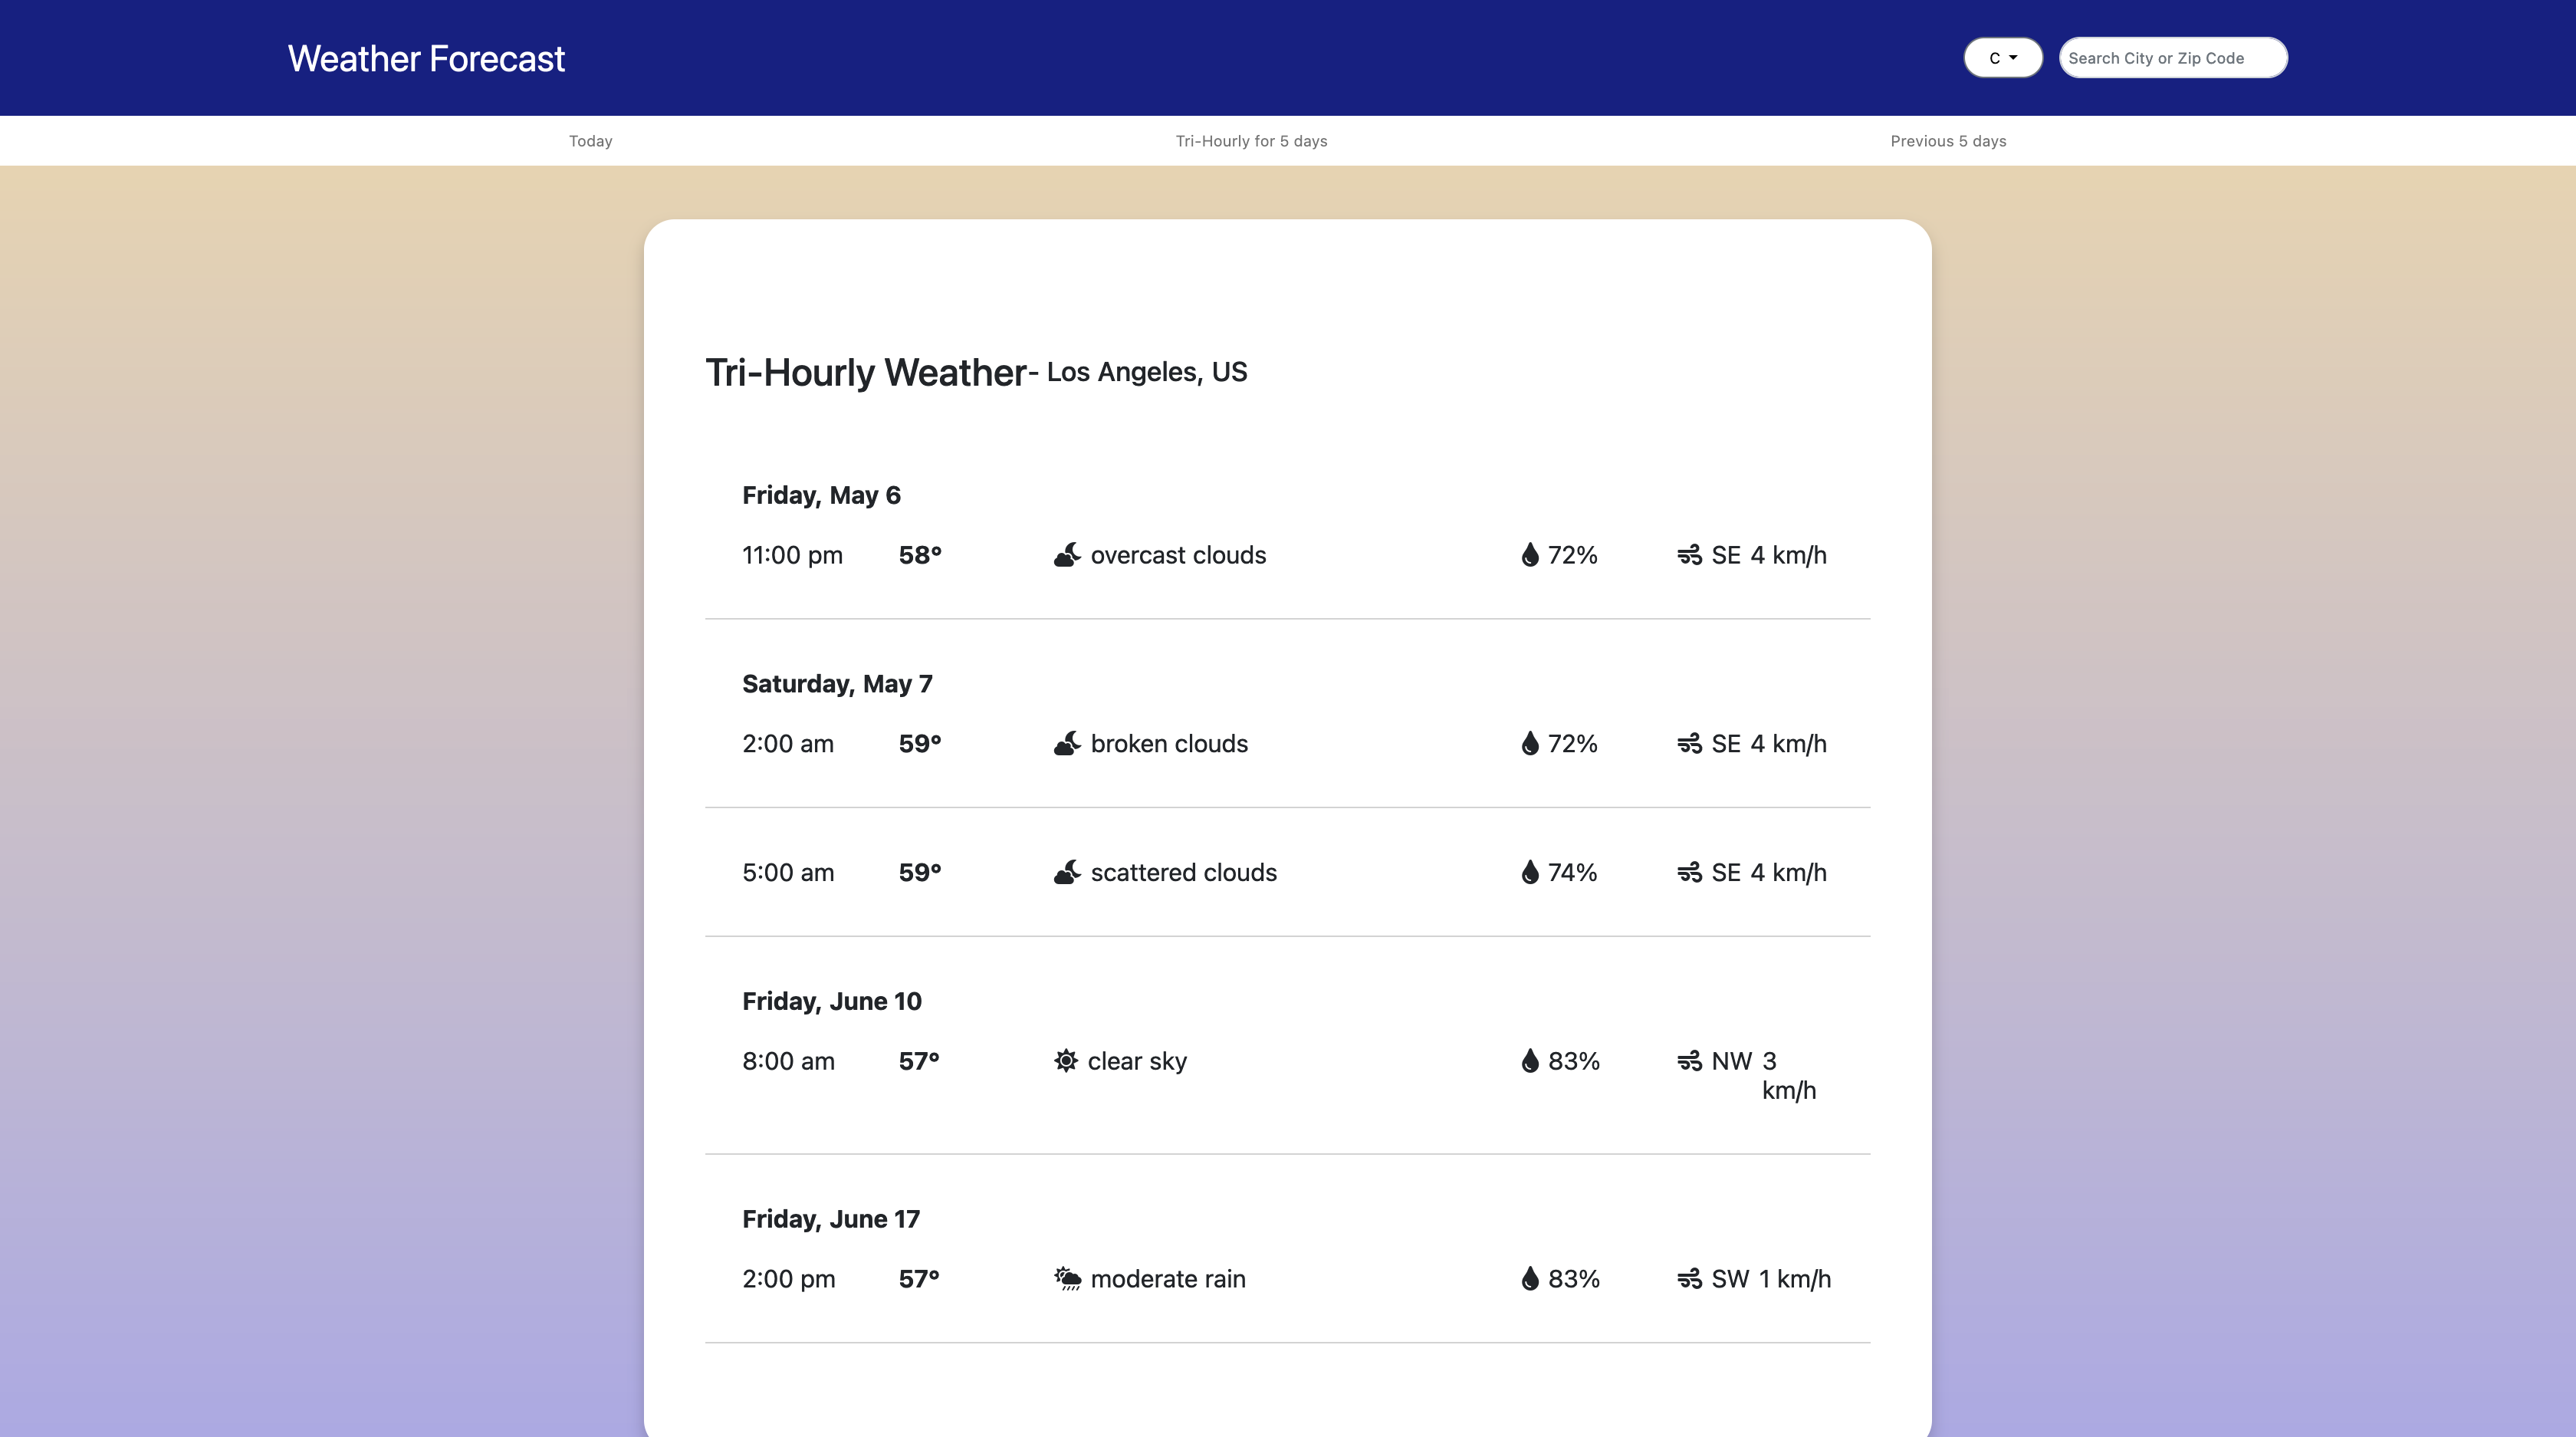 Weather Forecast
C
Search City or Zip Code
Today
Tri-Hourly for 5 days
Previous 5 days
Tri-Hourly Weather- Los Angeles, US
Friday, May 6
11:00 pm 58° overcast clouds 72% SE 4 km/h
Saturday, May 7
2:00 am 59° broken clouds 72% SE 4 km/h
5:00 am 59° scattered clouds 74% SE 4 km/h
Friday, June 10
8:00 am 57° clear sky 83% NW 3
km/h
Friday, June 17
2:00 pm 57° moderate rain 83% SW 1 km/h